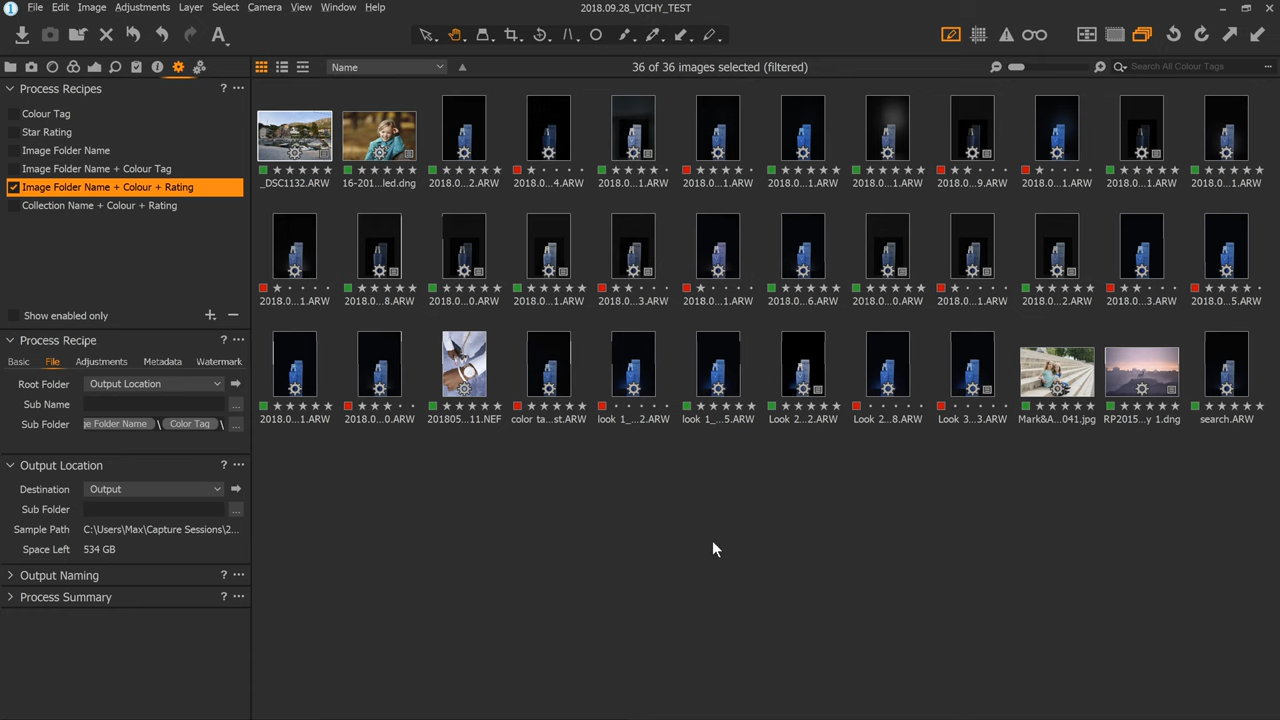 File Edit Image Adjustments Layer Select Camera View Window Help
2018.09.28_VICHY_TEST
Name
36 of 36 images selected (filtered)
Search All Colour Tags
Process Recipes
Colour Tag
Star Rating
Image Folder Name
Image Folder Name + Colour Tag
Image Folder Name + Colour + Rating
Collection Name + Colour + Rating
Show enabled only
Process Recipe
Basic File Adjustments Metadata Watermark
Root Folder Output Location
Sub Name
Sub Folder ge Folder Name \ Color Tag \
Output Location
Destination Output
Sub Folder
Sample Path C:\Users\Max\Capture Sessions\2...
Space Left 534 GB
Output Naming
Process Summary
_DSC1132.ARW 16-201...led.dng 2018.0...2.ARW 2018.0...4.ARW 2018.0...1.ARW 2018.0...1.ARW 2018.0...1.ARW 2018.0...9.ARW 2018.0...1.ARW 2018.0...1.ARW 2018.0...1.ARW
2018.0...1.ARW 2018.0...8.ARW 2018.0...0.ARW 2018.0...1.ARW 2018.0...3.ARW 2018.0...1.ARW 2018.0...6.ARW 2018.0...0.ARW 2018.0...1.ARW 2018.0...2.ARW 2018.0...3.ARW 2018.0...5.ARW
2018.0...1.ARW 2018.0...0.ARW 201805...11.NEF color ta...st.ARW look 1_...2.ARW look 1_...5.ARW Look 2...2.ARW Look 2...8.ARW Look 3...3.ARW Mark&A...041.jpg RP2015...y 1.dng search.ARW